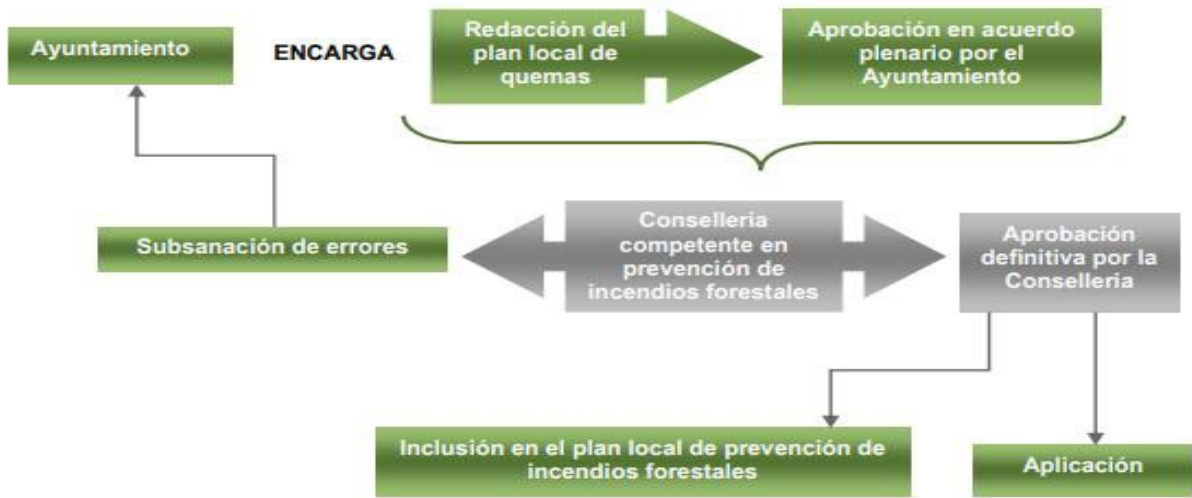 Ayuntamiento
ENCARGA
Redacción del
plan local de
quemas
Aprobación en acuerdo
plenario por el
Ayuntamiento
Subsanación de errores
Conselleria
competente en
prevención de
incendios forestales
Aprobación
definitiva por la
Conselleria
Inclusión en el plan local de prevención de
incendios forestales
Aplicación